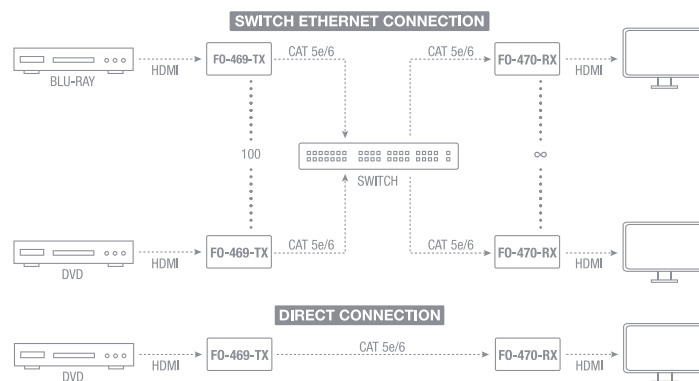 SWITCH ETHERNET CONNECTION
BLU-RAY
HDMI
FO-469-TX
CAT 5e/6
CAT 5e/6
FO-470-RX
HDMI
100
SWITCH
∞
DVD
HDMI
FO-469-TX
CAT 5e/6
CAT 5e/6
FO-470-RX
HDMI
DIRECT CONNECTION
DVD
HDMI
FO-469-TX
CAT 5e/6
FO-470-RX
HDMI